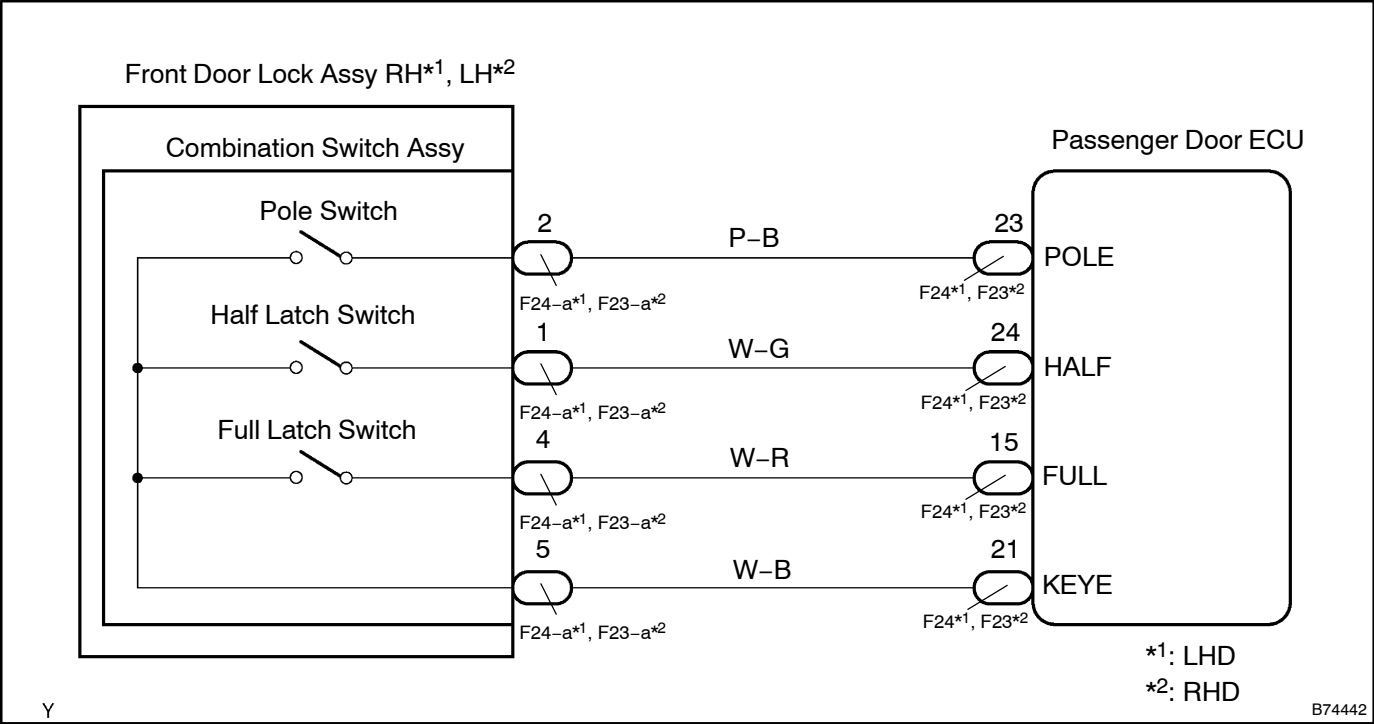 Front Door Lock Assy RH*1, LH*2
Combination Switch Assy
Passenger Door ECU
Pole Switch
2
P–B
23
POLE
F24–a*1, F23–a*2
F24*1, F23*2
Half Latch Switch
1
W–G
24
HALF
F24–a*1, F23–a*2
F24*1, F23*2
Full Latch Switch
4
W–R
15
FULL
F24–a*1, F23–a*2
F24*1, F23*2
5
W–B
21
KEYE
F24–a*1, F23–a*2
F24*1, F23*2
*1: LHD
*2: RHD
Y
B74442